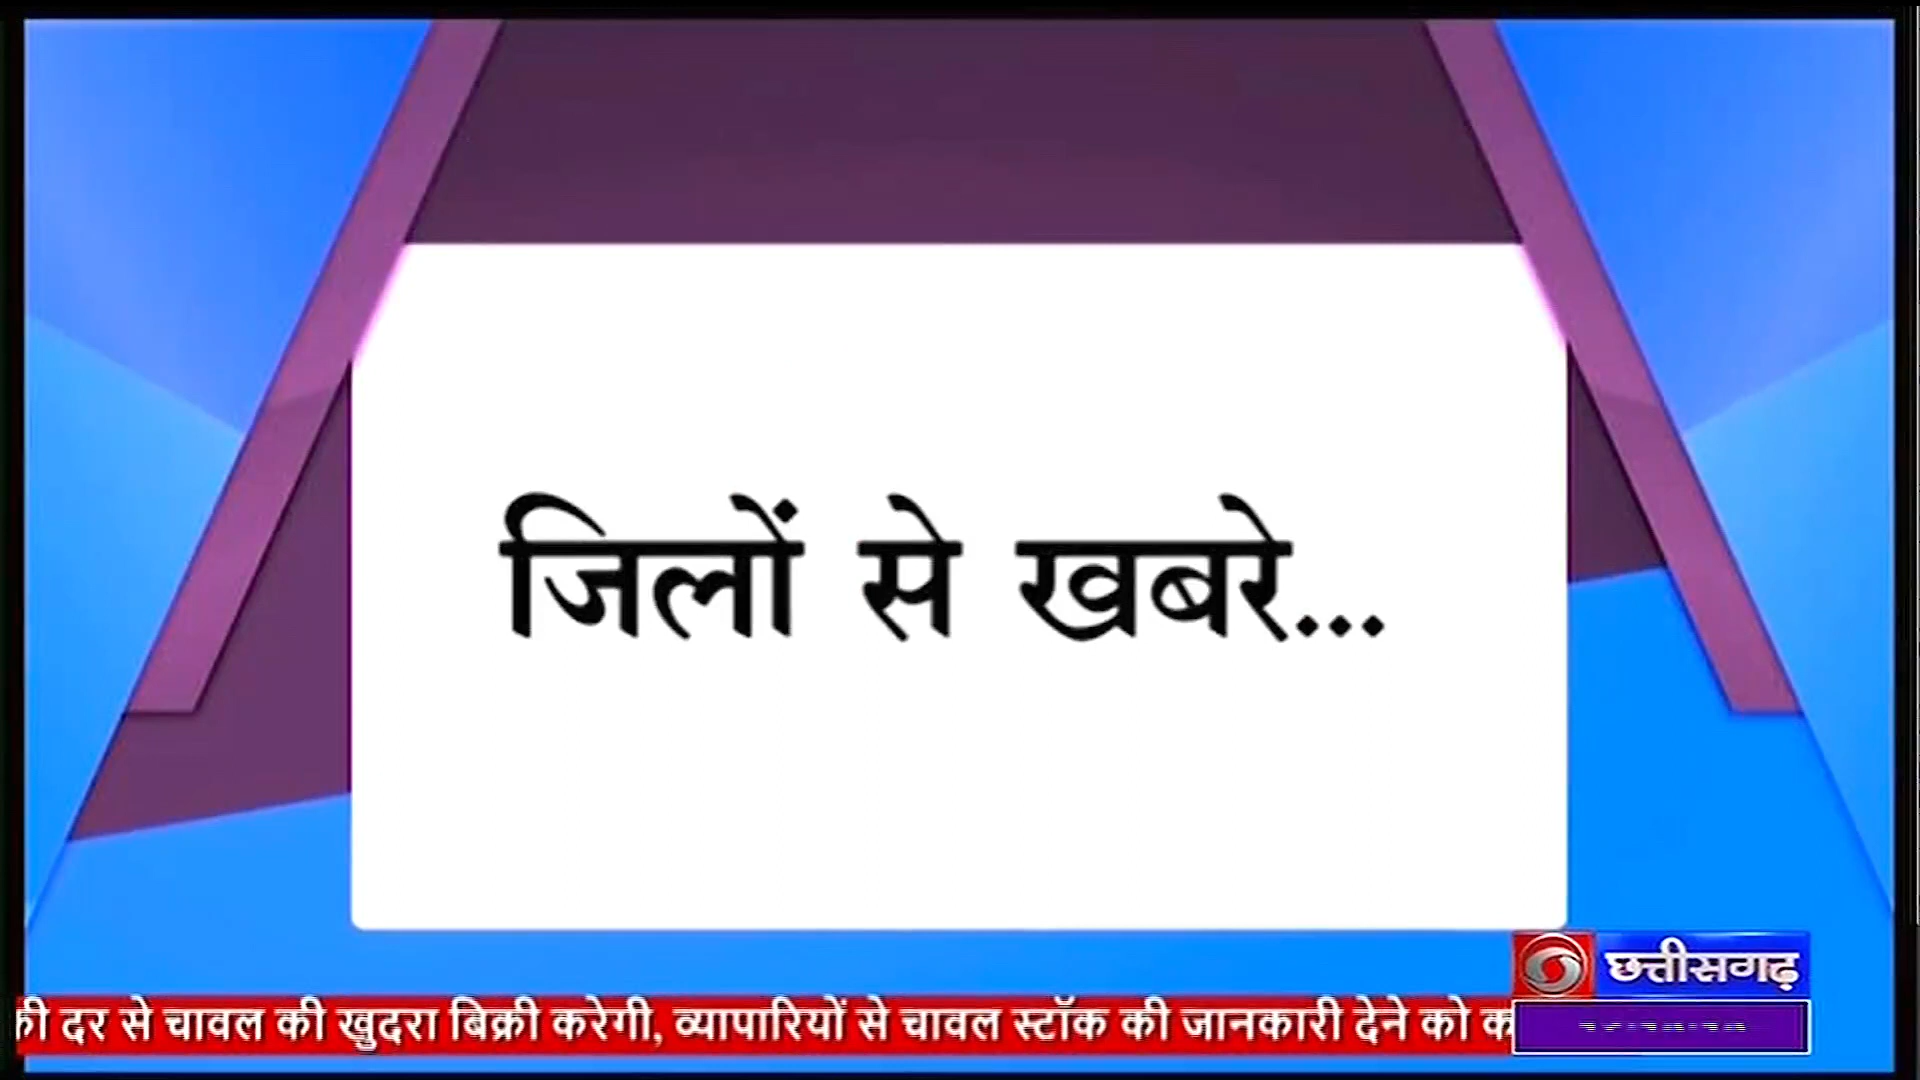 जिलों से खबरे...
छत्तीसगढ़
की दर से चावल की खुदरा बिक्री करेगी, व्यापारियों से चावल स्टॉक की जानकारी देने को